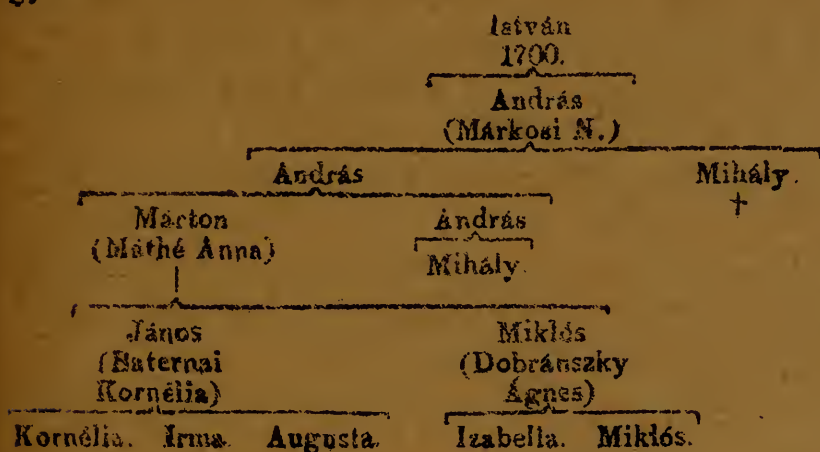 István
1700.
András
(Márkosi N.)
András Mihály.
†
Márton András
(Máthé Anna) Mihály.
János Miklós
(Baternai (Dobránszky
Kornélia) Ágnes)
Kornélia. Irma. Augusta. Izabella. Miklós.